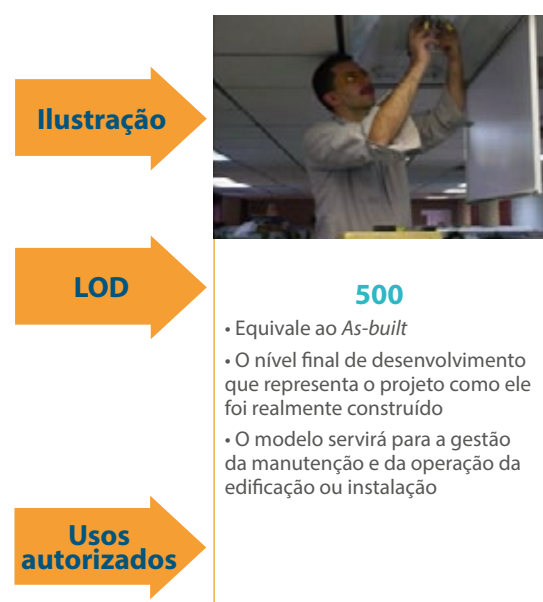 Ilustração
LOD
500
• Equivale ao As-built
• O nível final de desenvolvimento
que representa o projeto como ele
foi realmente construído
• O modelo servirá para a gestão
da manutenção e da operação da
edificação ou instalação
Usos
autorizados